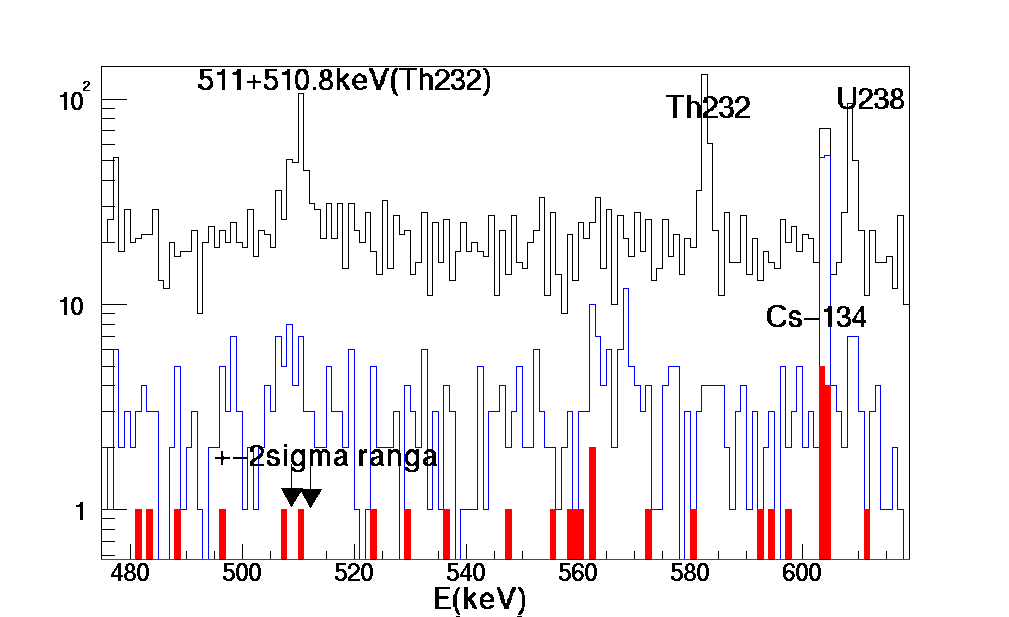 511+510.8keV(Th232)
10²
Th232
U238
10
Cs-134
+-2sigma ranga
1
480 500 520 540 560 580 600
E(keV)